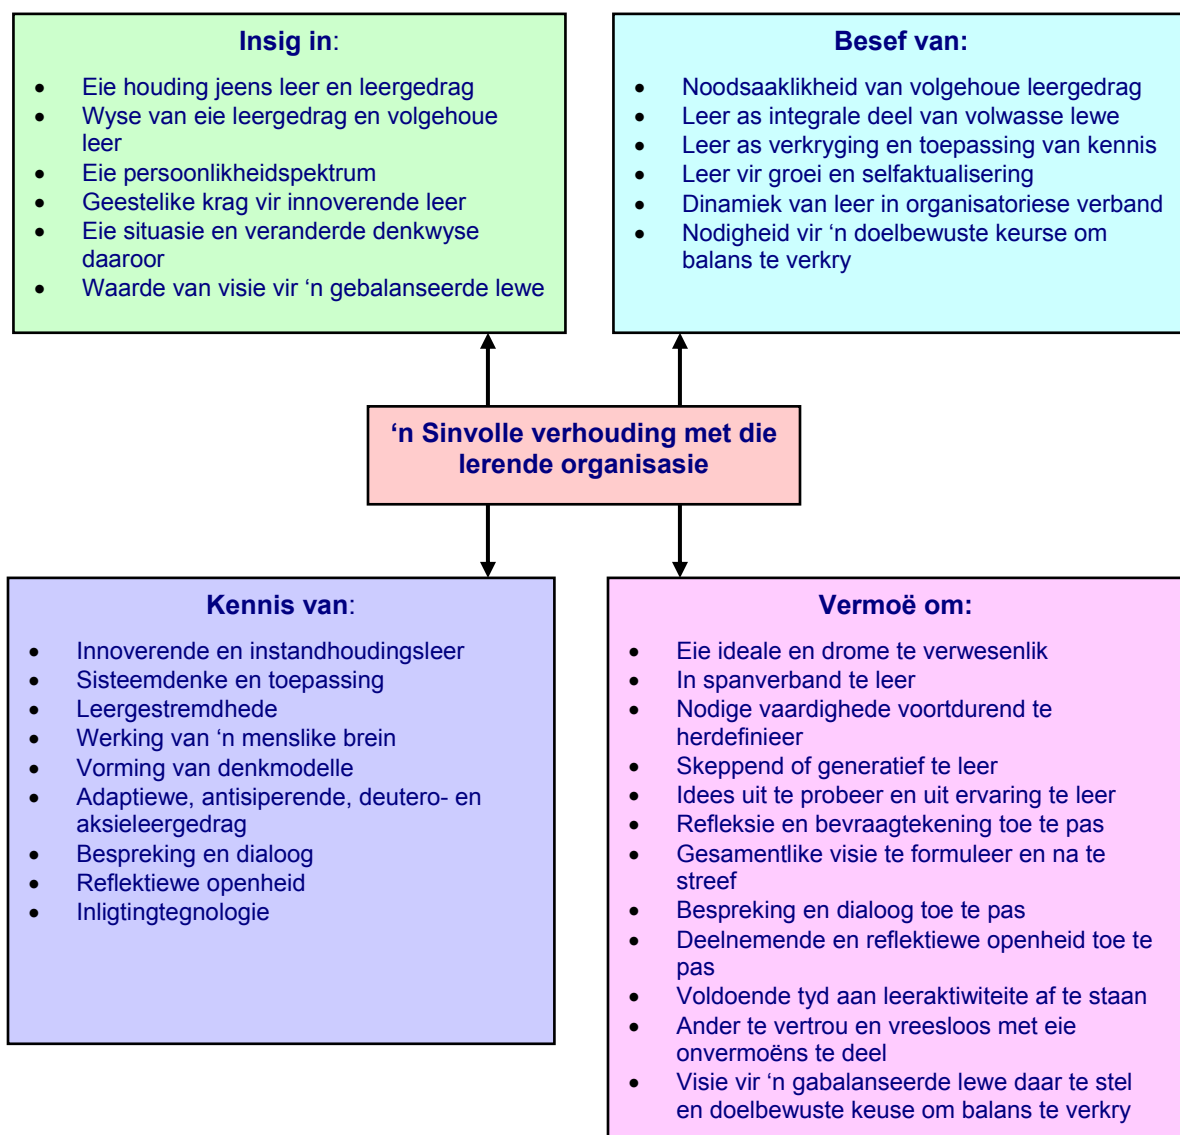 Insig in:
• Eie houding jeens leer en leergedrag
• Wyse van eie leergedrag en volgehoue
leer
• Eie persoonlikheidspektrum
• Geestelike krag vir innoverende leer
• Eie situasie en veranderde denkwyse
daaroor
• Waarde van visie vir ‘n gebalanseerde lewe
Besef van:
• Noodsaaklikheid van volgehoue leergedrag
• Leer as integrale deel van volwasse lewe
• Leer as verkryging en toepassing van kennis
• Leer vir groei en selfaktualisering
• Dinamiek van leer in organisatoriese verband
• Nodigheid vir ‘n doelbewuste keurse om
balans te verkry
‘n Sinvolle verhouding met die
lerende organisasie
Kennis van:
• Innoverende en instandhoudingsleer
• Sisteemdenke en toepassing
• Leergestremdhede
• Werking van ‘n menslike brein
• Vorming van denkmodelle
• Adaptiewe, antisiperende, deutero- en
aksieleergedrag
• Bespreking en dialoog
• Reflektiewe openheid
• Inligtingtegnologie
Vermoë om:
• Eie ideale en drome te verwesenlik
• In spanverband te leer
• Nodige vaardighede voortdurend te
herdefinieer
• Skeppend of generatief te leer
• Idees uit te probeer en uit ervaring te leer
• Refleksie en bevraagtekening toe te pas
• Gesamentlike visie te formuleer en na te
streef
• Bespreking en dialoog toe te pas
• Deelnemende en reflektiewe openheid toe te
pas
• Voldoende tyd aan leeraktiwiteite af te staan
• Ander te vertrou en vreesloos met eie
onvermoëns te deel
• Visie vir ‘n gabalanseerde lewe daar te stel
en doelbewuste keuse om balans te verkry